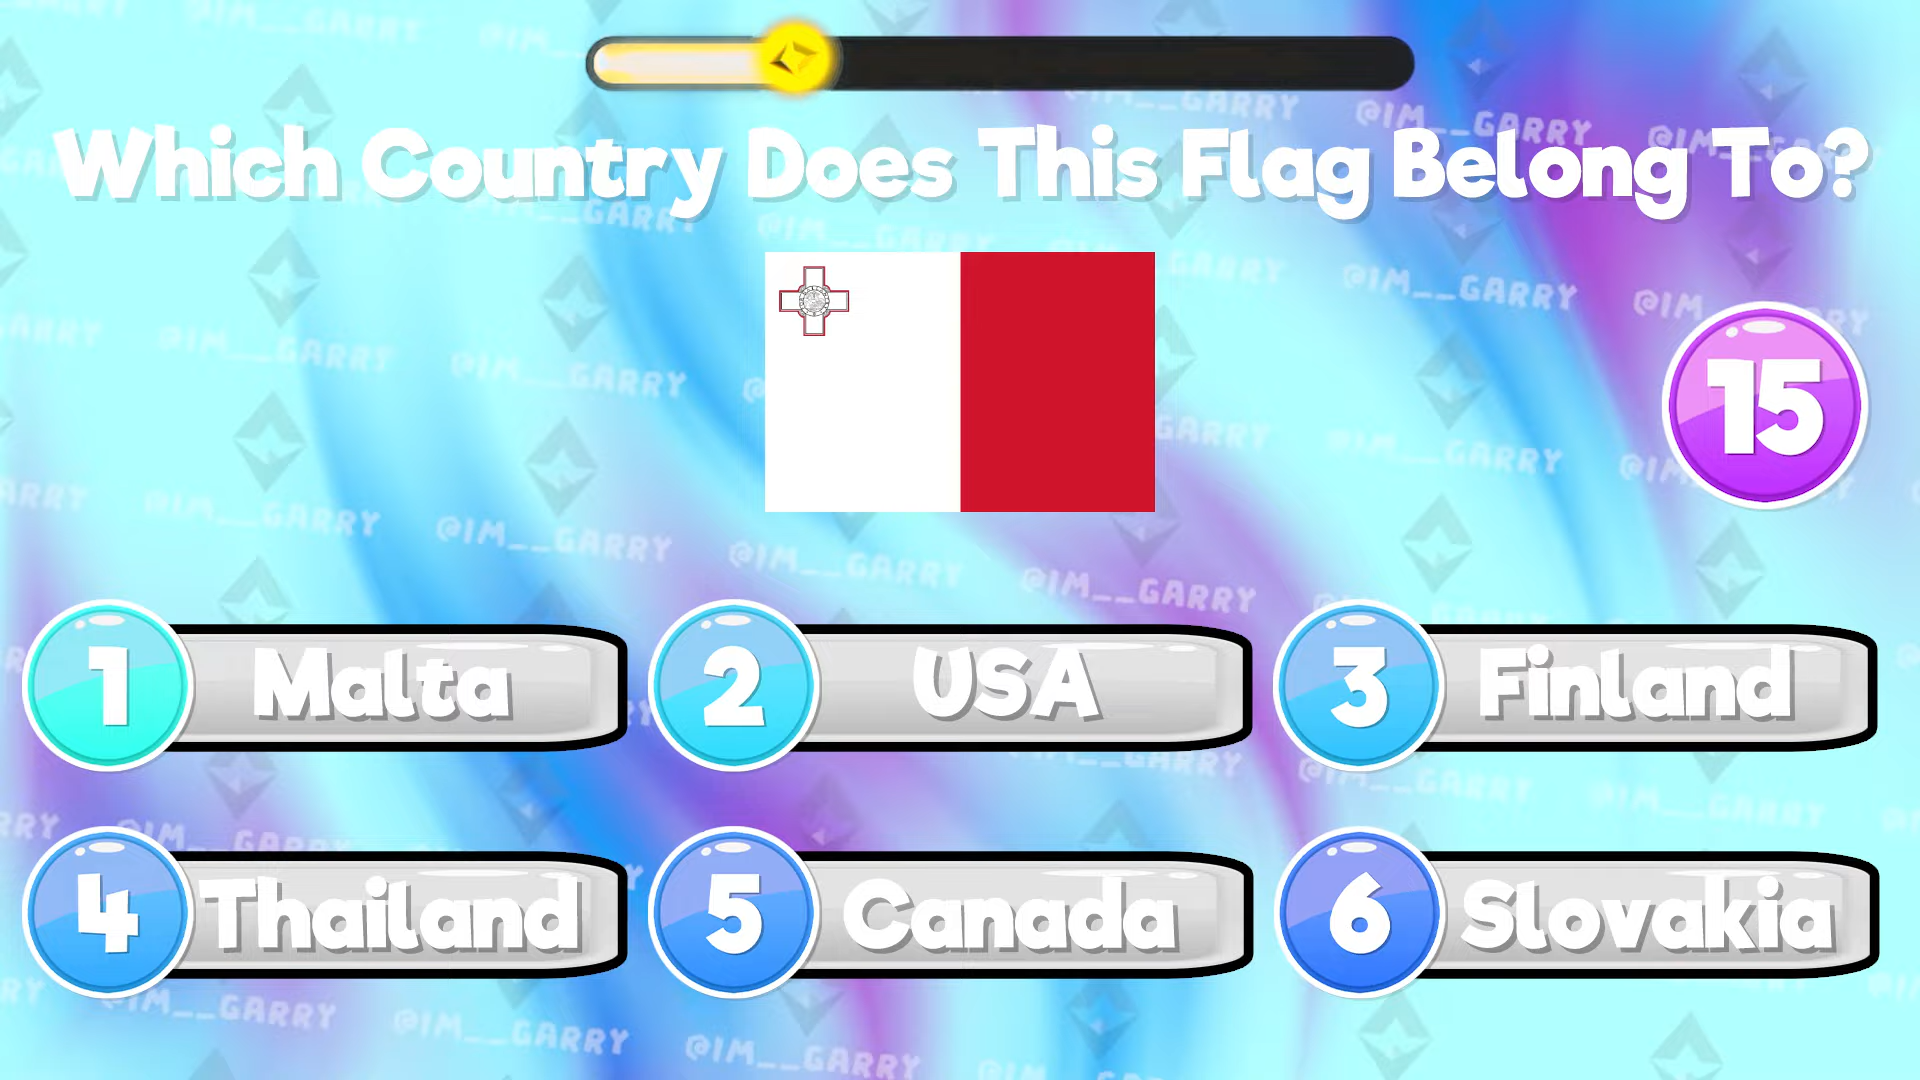 Which Country Does This Flag Belong To?
15
1 Malta
2 USA
3 Finland
4 Thailand
5 Canada
6 Slovakia
@IM__GARRY